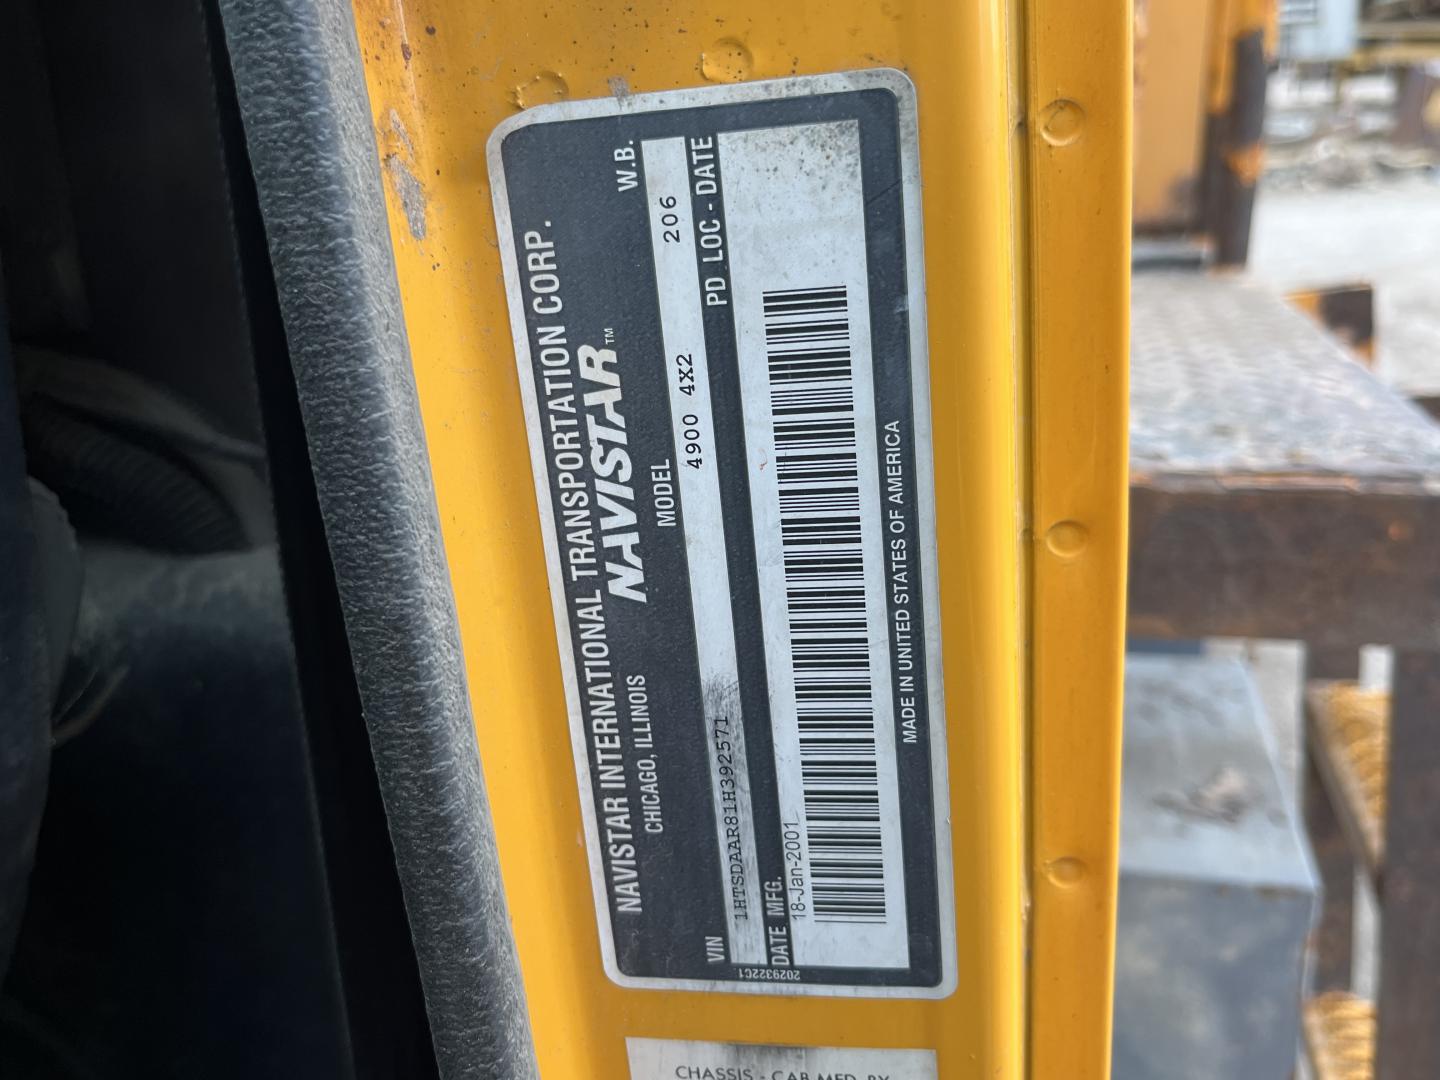 NAVISTAR INTERNATIONAL TRANSPORTATION CORP.
CHICAGO, ILLINOIS NAVISTAR™ W.B.
MODEL
4900 4X2 206
VIN
1HTSDAAR81H392571
PD LOC - DATE
DATE MFG.
18-Jan-2001
MADE IN UNITED STATES OF AMERICA
2029322C1
CHASSIS - CAB MFD. BY